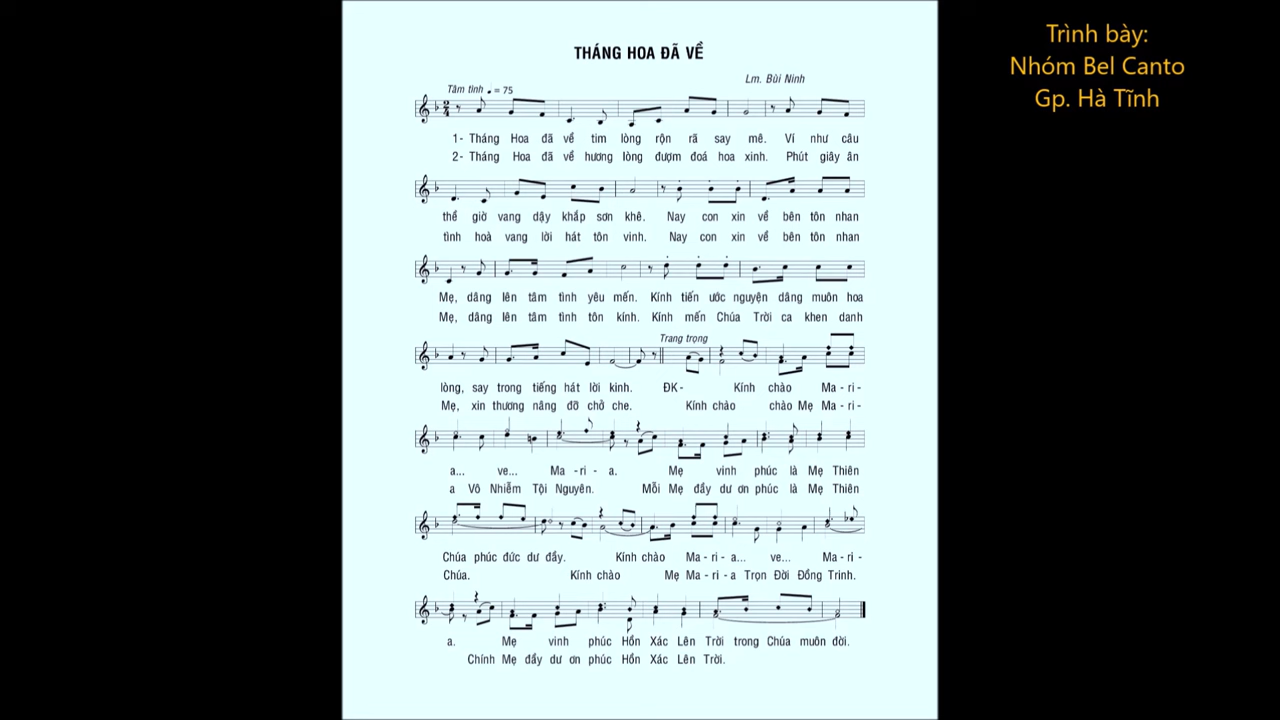 THÁNG HOA ĐÃ VỀ
Lm. Bùi Ninh
Tâm tình ♩ = 75
1- Tháng Hoa đã về tim lòng rộn rã say mê. Ví như câu
2- Tháng Hoa đã về hương lòng đượm đoá hoa xinh. Phút giây ân
thề giờ vang dậy khắp sơn khê. Nay con xin về bên tôn nhan
tình hoà vang lời hát tôn vinh. Nay con xin về bên tôn nhan
Mẹ, dâng lên tâm tình yêu mến. Kính tiến ước nguyện dâng muôn hoa
Mẹ, dâng lên tâm tình tôn kính. Kính mến Chúa Trời ca khen danh
Trang trọng
lòng, say trong tiếng hát lời kinh. ĐK- Kính chào Ma - ri -
Mẹ, xin thương nâng đỡ chở che. Kính chào chào Mẹ Ma - ri -
a... ve... Ma - ri - a. Mẹ vinh phúc là Mẹ Thiên
a Vô Nhiễm Tội Nguyên. Mỗi Mẹ đầy dư ơn phúc là Mẹ Thiên
Chúa phúc đức dư đầy. Kính chào Ma - ri - a... ve... Ma - ri -
Chúa. Kính chào Mẹ Ma - ri - a Trọn Đời Đồng Trinh.
a. Mẹ vinh phúc Hồn Xác Lên Trời trong Chúa muôn đời.
Chính Mẹ đầy dư ơn phúc Hồn Xác Lên Trời.
Trình bày:
Nhóm Bel Canto
Gp. Hà Tĩnh